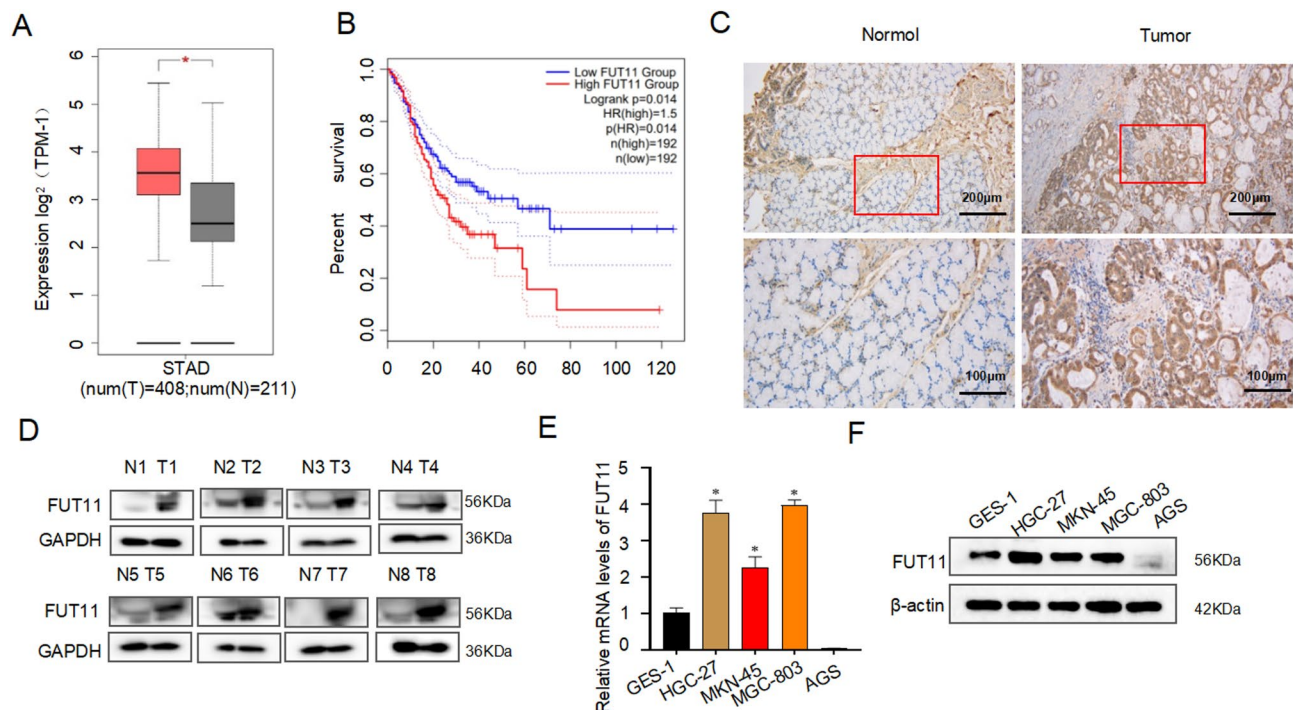 A
6
5
4
3
2
1
0
Expression log² (TPM-1)
*
STAD
(num(T)=408;num(N)=211)
B
1.0
0.8
0.6
0.4
0.2
0.0
Percent survival
Low FUT11 Group
High FUT11 Group
Logrank p=0.014
HR(high)=1.5
p(HR)=0.014
n(high)=192
n(low)=192
0 20 40 60 80 100 120
C
Normol Tumor
200μm 200μm
100μm 100μm
D
N1 T1 N2 T2 N3 T3 N4 T4
FUT11 56KDa
GAPDH 36KDa
N5 T5 N6 T6 N7 T7 N8 T8
FUT11 56KDa
GAPDH 36KDa
E
Relative mRNA levels of FUT11
5
4
3
2
1
0
* * *
GES-1 HGC-27 MKN-45 MGC-803 AGS
F
GES-1 HGC-27 MKN-45 MGC-803 AGS
FUT11 56KDa
β-actin 42KDa